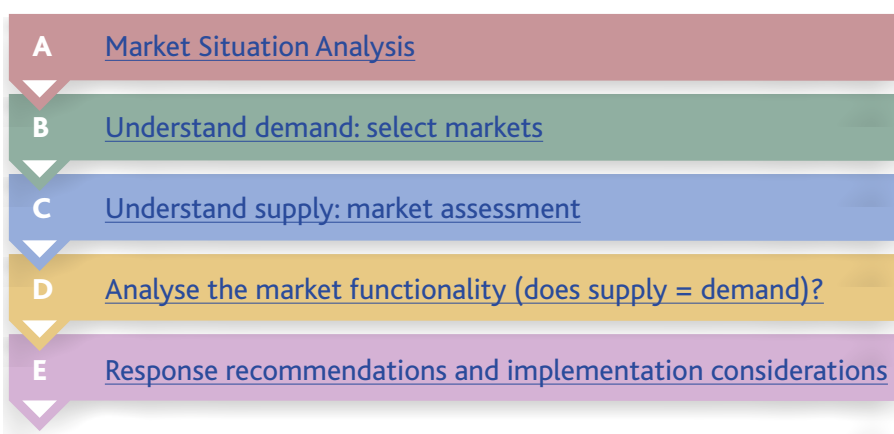 A Market Situation Analysis
B Understand demand: select markets
C Understand supply: market assessment
D Analyse the market functionality (does supply = demand)?
E Response recommendations and implementation considerations